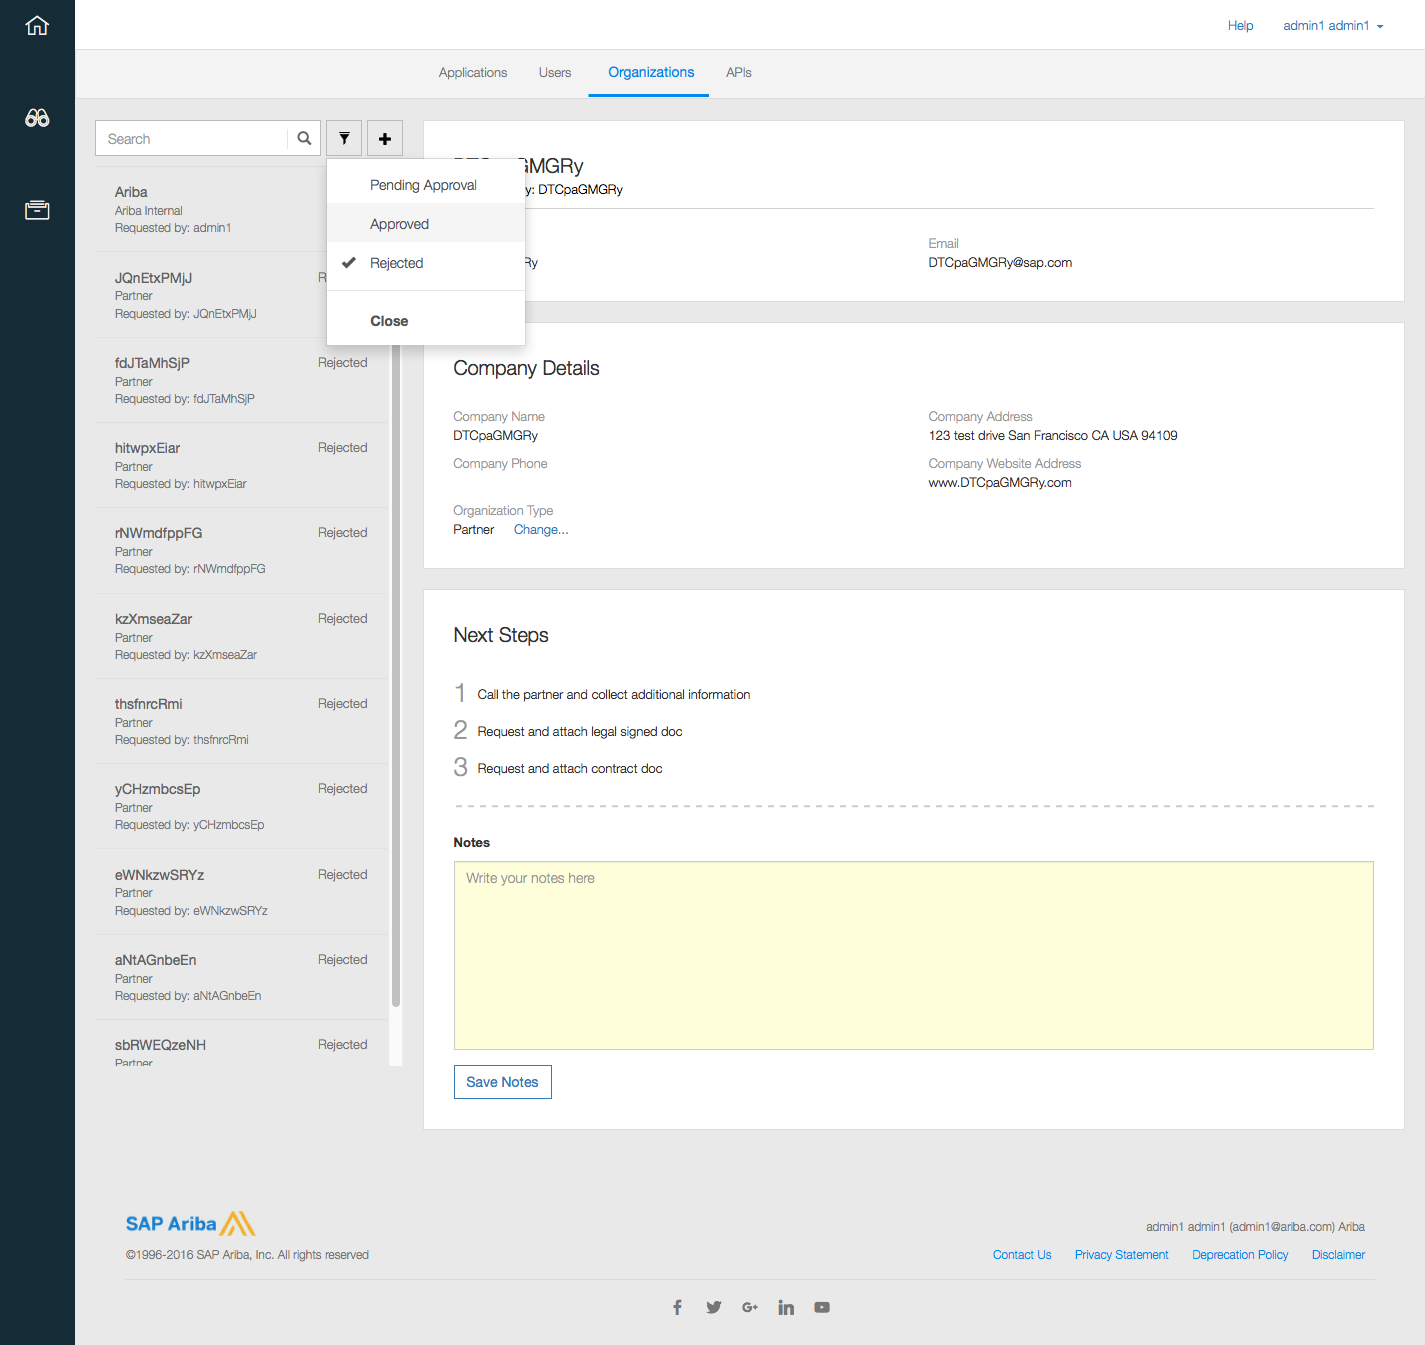 Help
admin1 admin1
Applications
Users
Organizations
APIs
Search
Pending Approval
Approved
Rejected
Close
Ariba
Ariba Internal
Requested by: admin1
JQnEtxPMjJ
Partner
Requested by: JQnEtxPMjJ
fdJTaMhSjP
Rejected
Partner
Requested by: fdJTaMhSjP
hitwpxEiar
Rejected
Partner
Requested by: hitwpxEiar
rNWmdfppFG
Rejected
Partner
Requested by: rNWmdfppFG
kzXmseaZar
Rejected
Partner
Requested by: kzXmseaZar
thsfnrcRmi
Rejected
Partner
Requested by: thsfnrcRmi
yCHzmbcsEp
Rejected
Partner
Requested by: yCHzmbcsEp
eWNkzwSRYz
Rejected
Partner
Requested by: eWNkzwSRYz
aNtAGnbeEn
Rejected
Partner
Requested by: aNtAGnbeEn
sbRWEQzeNH
Rejected
Partner
GMGRy
y: DTCpaGMGRy
Ry
Email
DTCpaGMGRy@sap.com
Company Details
Company Name
DTCpaGMGRy
Company Address
123 test drive San Francisco CA USA 94109
Company Phone
Company Website Address
www.DTCpaGMGRy.com
Organization Type
Partner Change...
Next Steps
1 Call the partner and collect additional information
2 Request and attach legal signed doc
3 Request and attach contract doc
Notes
Write your notes here
Save Notes
SAP Ariba
©1996-2016 SAP Ariba, Inc. All rights reserved
admin1 admin1 (admin1@ariba.com) Ariba
Contact Us
Privacy Statement
Deprecation Policy
Disclaimer